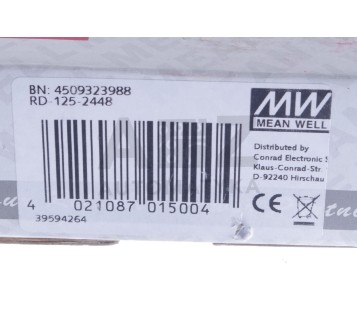 BN: 4509323988
RD-125-2448
MW
MEAN WELL
Distributed by
Conrad Electronic S
Klaus-Conrad-Str
D-92240 Hirschau
4 021087 015004
39594264
CE